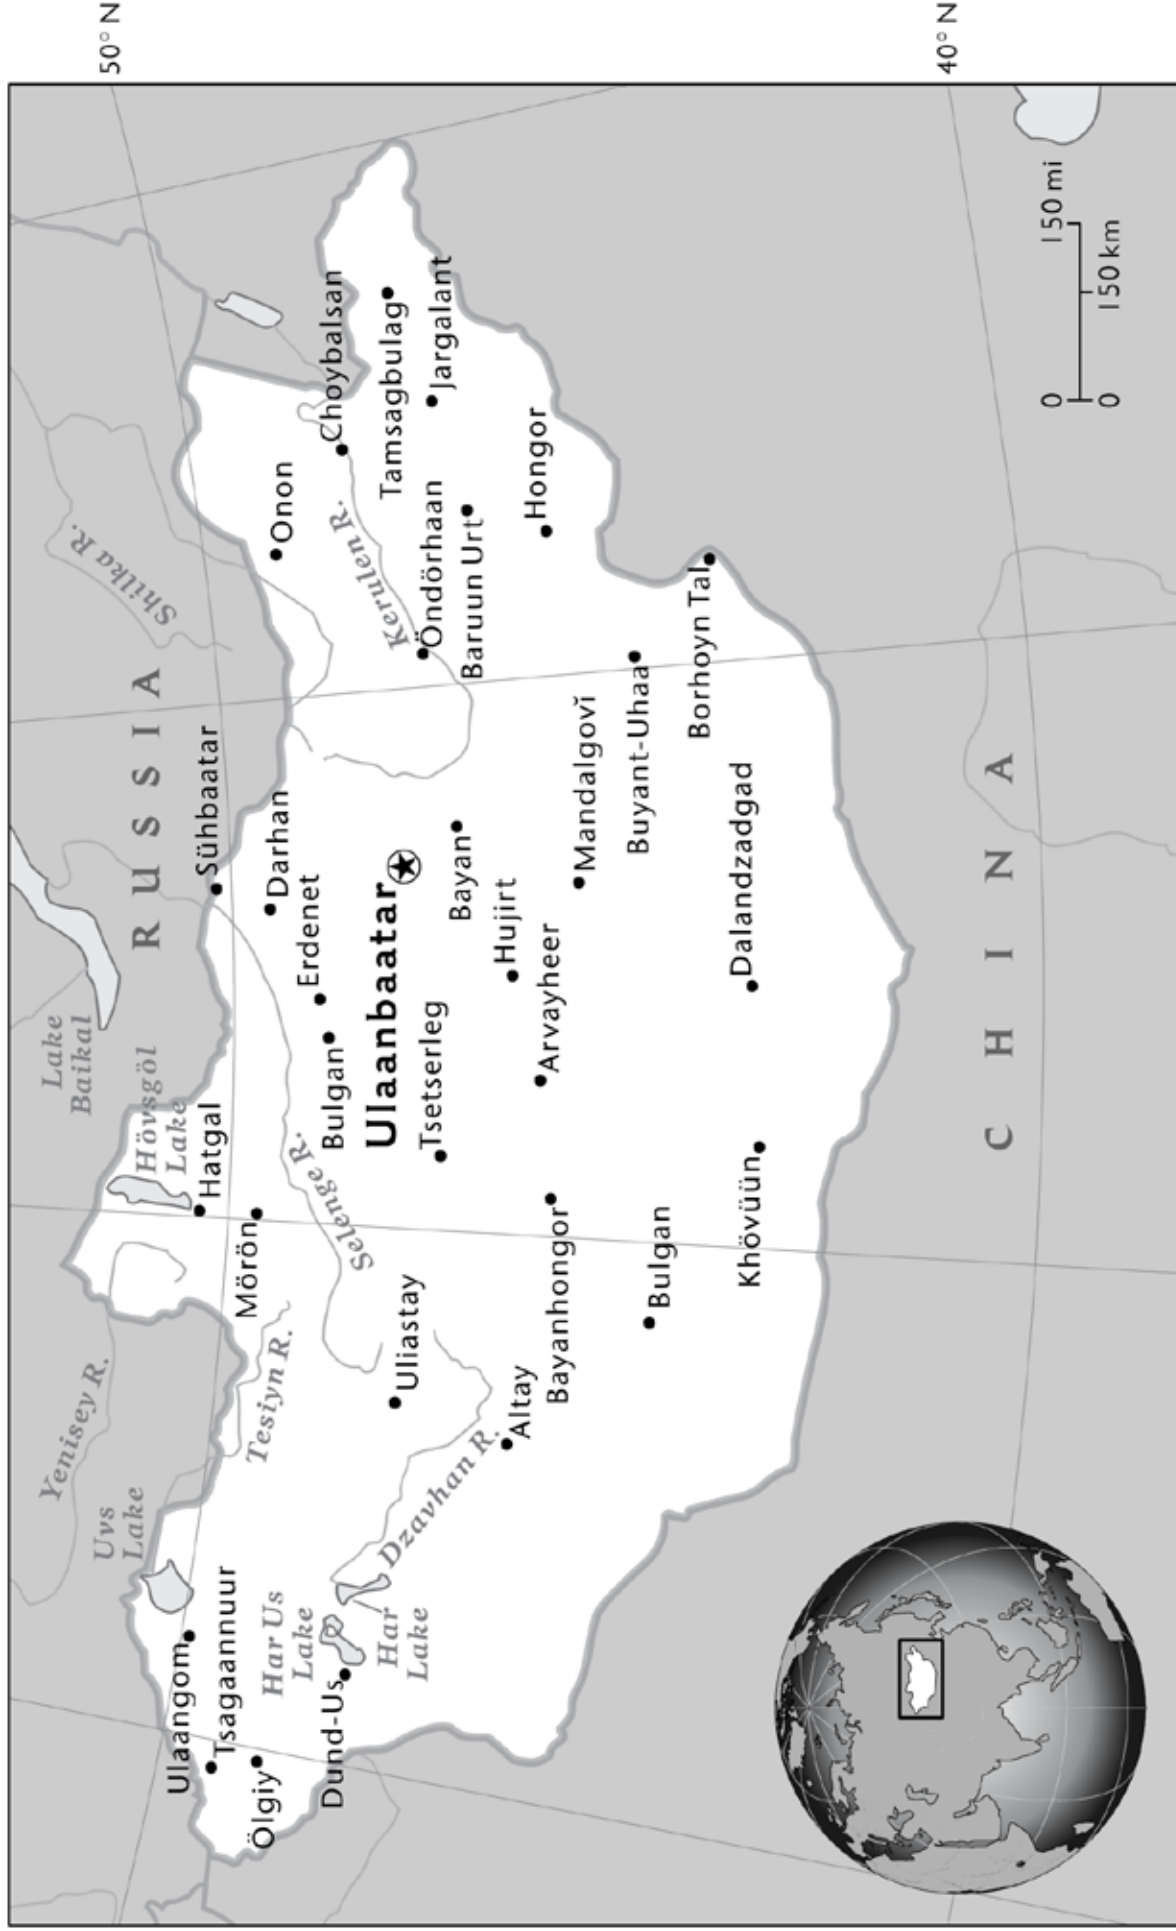 50° N
R U S S I A
Shilka R.
Yenisey R.
Lake
Baikal
Uvs
Lake
Hövsgöl
Lake
Hatgal
Sühbaatar
Ulaangom
Tsagaannuur
Ölgiy
Mörön
Tesiyn R.
Darhan
Onon
Har Us
Lake
Selenge R.
Erdenet
Bulgan
Choybalsan
Kerulen R.
Dund-Us
Har
Lake
Dzavhan R.
Uliastay
Ulaanbaatar
Tamsagbulag
Tsetserleg
Öndörhaan
Jargalant
Bayan
Baruun Urt
Altay
Hujirt
Bayanhongor
Arvayheer
Hongor
Mandalgovĭ
Bulgan
Buyant-Uhaa
Borhoyn Tal
Khövüün
Dalandzadgad
C H I N A
40° N
0 150 mi
0 150 km